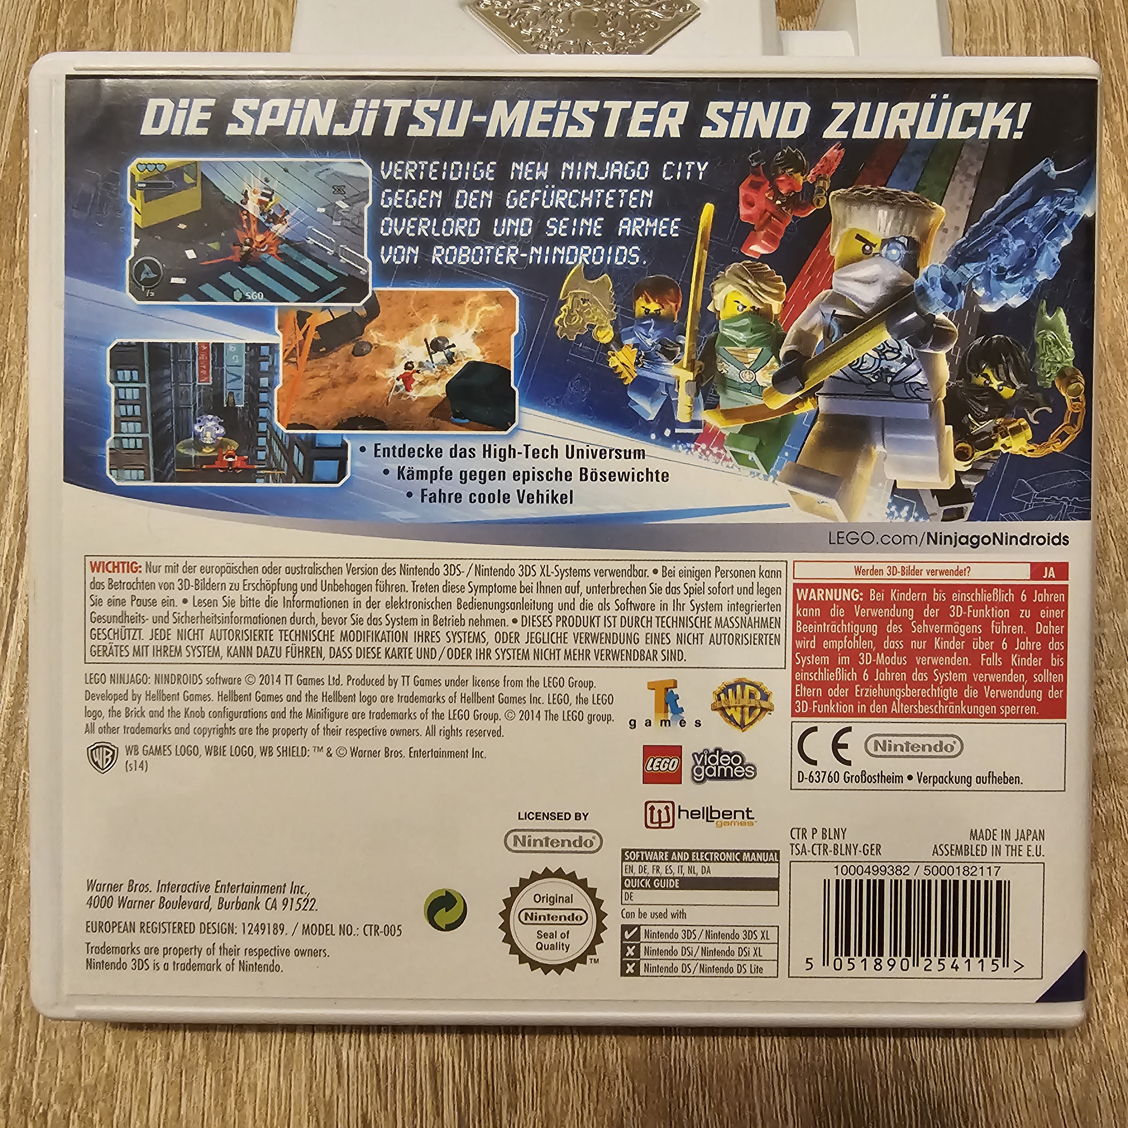 DIE SPINJITSU-MEISTER SIND ZURÜCK!
VERTEIDIGE NEW NINJAGO CITY
GEGEN DEN GEFÜRCHTETEN
OVERLORD UND SEINE ARMEE
VON ROBOTER-NINDROIDS.
• Entdecke das High-Tech Universum
• Kämpfe gegen epische Bösewichte
• Fahre coole Vehikel
LEGO.com/NinjagoNindroids
WICHTIG: Nur mit der europäischen oder australischen Version des Nintendo 3DS-/Nintendo 3DS XL-Systems verwendbar. • Bei einigen Personen kann
das Betrachten von 3D-Bildern zu Erschöpfung und Unbehagen führen. Treten diese Symptome bei Ihnen auf, unterbrechen Sie das Spiel sofort und legen
Sie eine Pause ein. • Lesen Sie bitte die Informationen in der elektronischen Bedienungsanleitung und die als Software in Ihr System integrierten
Gesundheits- und Sicherheitsinformationen durch, bevor Sie das System in Betrieb nehmen. • DIESES PRODUKT IST DURCH TECHNISCHE MASSNAHMEN
GESCHÜTZT. JEDE NICHT AUTORISIERTE TECHNISCHE MODIFIKATION IHRES SYSTEMS, ODER JEGLICHE VERWENDUNG EINES NICHT AUTORISIERTEN
GERÄTES MIT IHREM SYSTEM, KANN DAZU FÜHREN, DASS DIESE KARTE UND/ODER IHR SYSTEM NICHT MEHR VERWENDBAR SIND.
Werden 3D-Bilder verwendet? JA
WARNUNG: Bei Kindern bis einschließlich 6 Jahren
kann die Verwendung der 3D-Funktion zu einer
Beeinträchtigung des Sehvermögens führen. Daher
wird empfohlen, dass nur Kinder über 6 Jahre das
System im 3D-Modus verwenden. Falls Kinder bis
einschließlich 6 Jahren das System verwenden, sollten
Eltern oder Erziehungsberechtigte die Verwendung der
3D-Funktion in den Altersbeschränkungen sperren.
LEGO NINJAGO: NINDROIDS software © 2014 TT Games Ltd. Produced by TT Games under license from the LEGO Group.
Developed by Hellbent Games. Hellbent Games and the Hellbent logo are trademarks of Hellbent Games Inc. LEGO, the LEGO
logo, the Brick and the Knob configurations and the Minifigure are trademarks of the LEGO Group. © 2014 The LEGO group.
All other trademarks and copyrights are the property of their respective owners. All rights reserved.
WB GAMES LOGO, WBIE LOGO, WB SHIELD: ™ & © Warner Bros. Entertainment Inc.
(s14)
Tt
games
WB
LEGO
video
games
hellbent
games™
CE
Nintendo
D-63760 Großostheim • Verpackung aufheben.
LICENSED BY
Nintendo
Original
Nintendo
Seal of
Quality
™
SOFTWARE AND ELECTRONIC MANUAL
EN, DE, FR, ES, IT, NL, DA
QUICK GUIDE
DE
Can be used with
Nintendo 3DS/Nintendo 3DS XL
Nintendo DSi/Nintendo DSi XL
Nintendo DS/Nintendo DS Lite
CTR P BLNY MADE IN JAPAN
TSA-CTR-BLNY-GER ASSEMBLED IN THE E.U.
1000499382 / 5000182117
5 051890 254115 >
Warner Bros. Interactive Entertainment Inc.,
4000 Warner Boulevard, Burbank CA 91522.
EUROPEAN REGISTERED DESIGN: 1249189. / MODEL NO.: CTR-005
Trademarks are property of their respective owners.
Nintendo 3DS is a trademark of Nintendo.